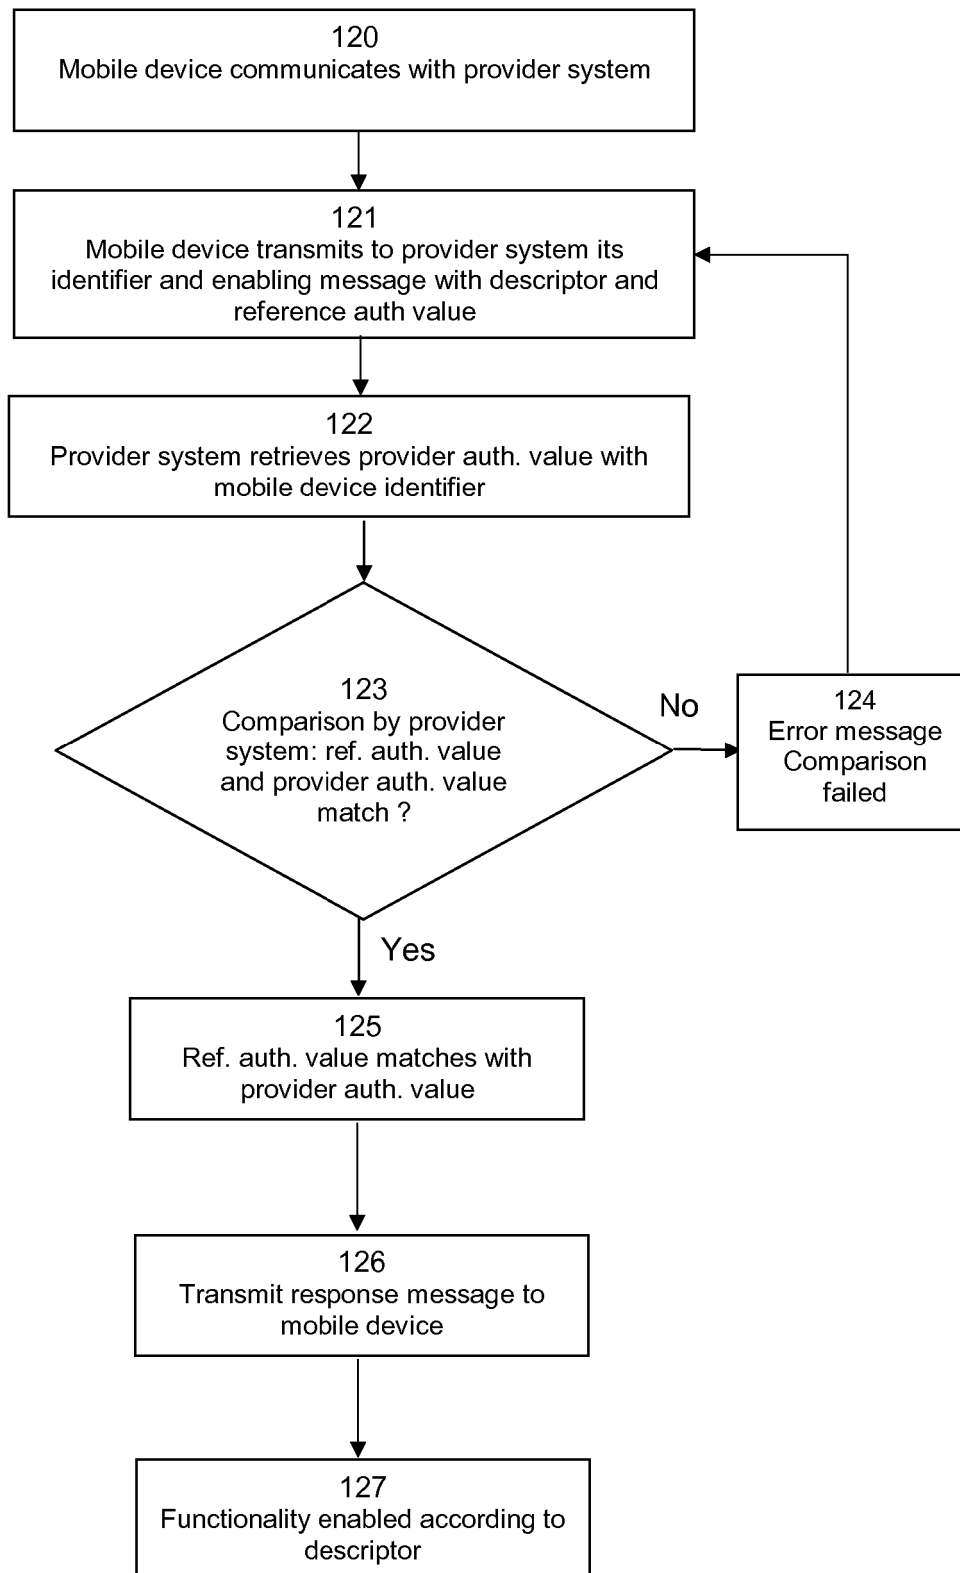 120
Mobile device communicates with provider system
121
Mobile device transmits to provider system its
identifier and enabling message with descriptor and
reference auth value
122
Provider system retrieves provider auth. value with
mobile device identifier
123
Comparison by provider
system: ref. auth. value
and provider auth. value
match ?
No
124
Error message
Comparison
failed
Yes
125
Ref. auth. value matches with
provider auth. value
126
Transmit response message to
mobile device
127
Functionality enabled according to
descriptor